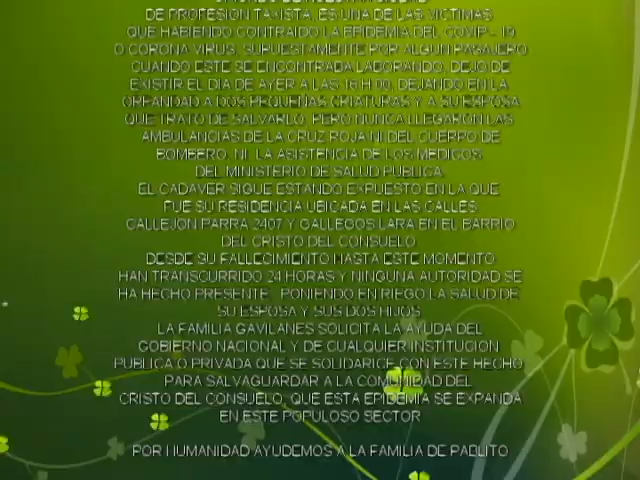 DE PROFESION TAXISTA, ES UNA DE LAS VICTIMAS
QUE HABIENDO CONTRAIDO LA EPIDEMIA DEL COVIP - 19
O CORONA VIRUS, SUPUESTAMENTE POR ALGUN PASAJERO
CUANDO ESTE SE ENCONTRADA LABORANDO, DEJO DE
EXISTIR EL DIA DE AYER A LAS 16 H 00, DEJANDO EN LA
ORFANDAD A DOS PEQUEÑAS CRIATURAS Y A SU ESPOSA
QUE TRATO DE SALVARLO, PERO NUNCA LLEGARON LAS
AMBULANCIAS DE LA CRUZ ROJA NI DEL CUERPO DE
BOMBERO, NI LA ASISTENCIA DE LOS MEDICOS
DEL MINISTERIO DE SALUD PUBLICA
EL CADAVER SIGUE ESTANDO EXPUESTO EN LA QUE
FUE SU RESIDENCIA UBICADA EN LAS CALLES
CALLEJON PARRA 2407 Y GALLEGOS LARA EN EL BARRIO
DEL CRISTO DEL CONSUELO
DESDE SU FALLECIMIENTO HASTA ESTE MOMENTO
HAN TRANSCURRIDO 24 HORAS Y NINGUNA AUTORIDAD SE
HA HECHO PRESENTE , PONIENDO EN RIEGO LA SALUD DE
SU ESPOSA Y SUS DOS HIJOS
LA FAMILIA GAVILANES SOLICITA LA AYUDA DEL
GOBIERNO NACIONAL Y DE CUALQUIER INSTITUCION
PUBLICA O PRIVADA QUE SE SOLIDARICE CON ESTE HECHO
PARA SALVAGUARDAR A LA COMUNIDAD DEL
CRISTO DEL CONSUELO, QUE ESTA EPIDEMIA SE EXPANDA
EN ESTE POPULOSO SECTOR
POR HUMANIDAD AYUDEMOS A LA FAMILIA DE PABLITO